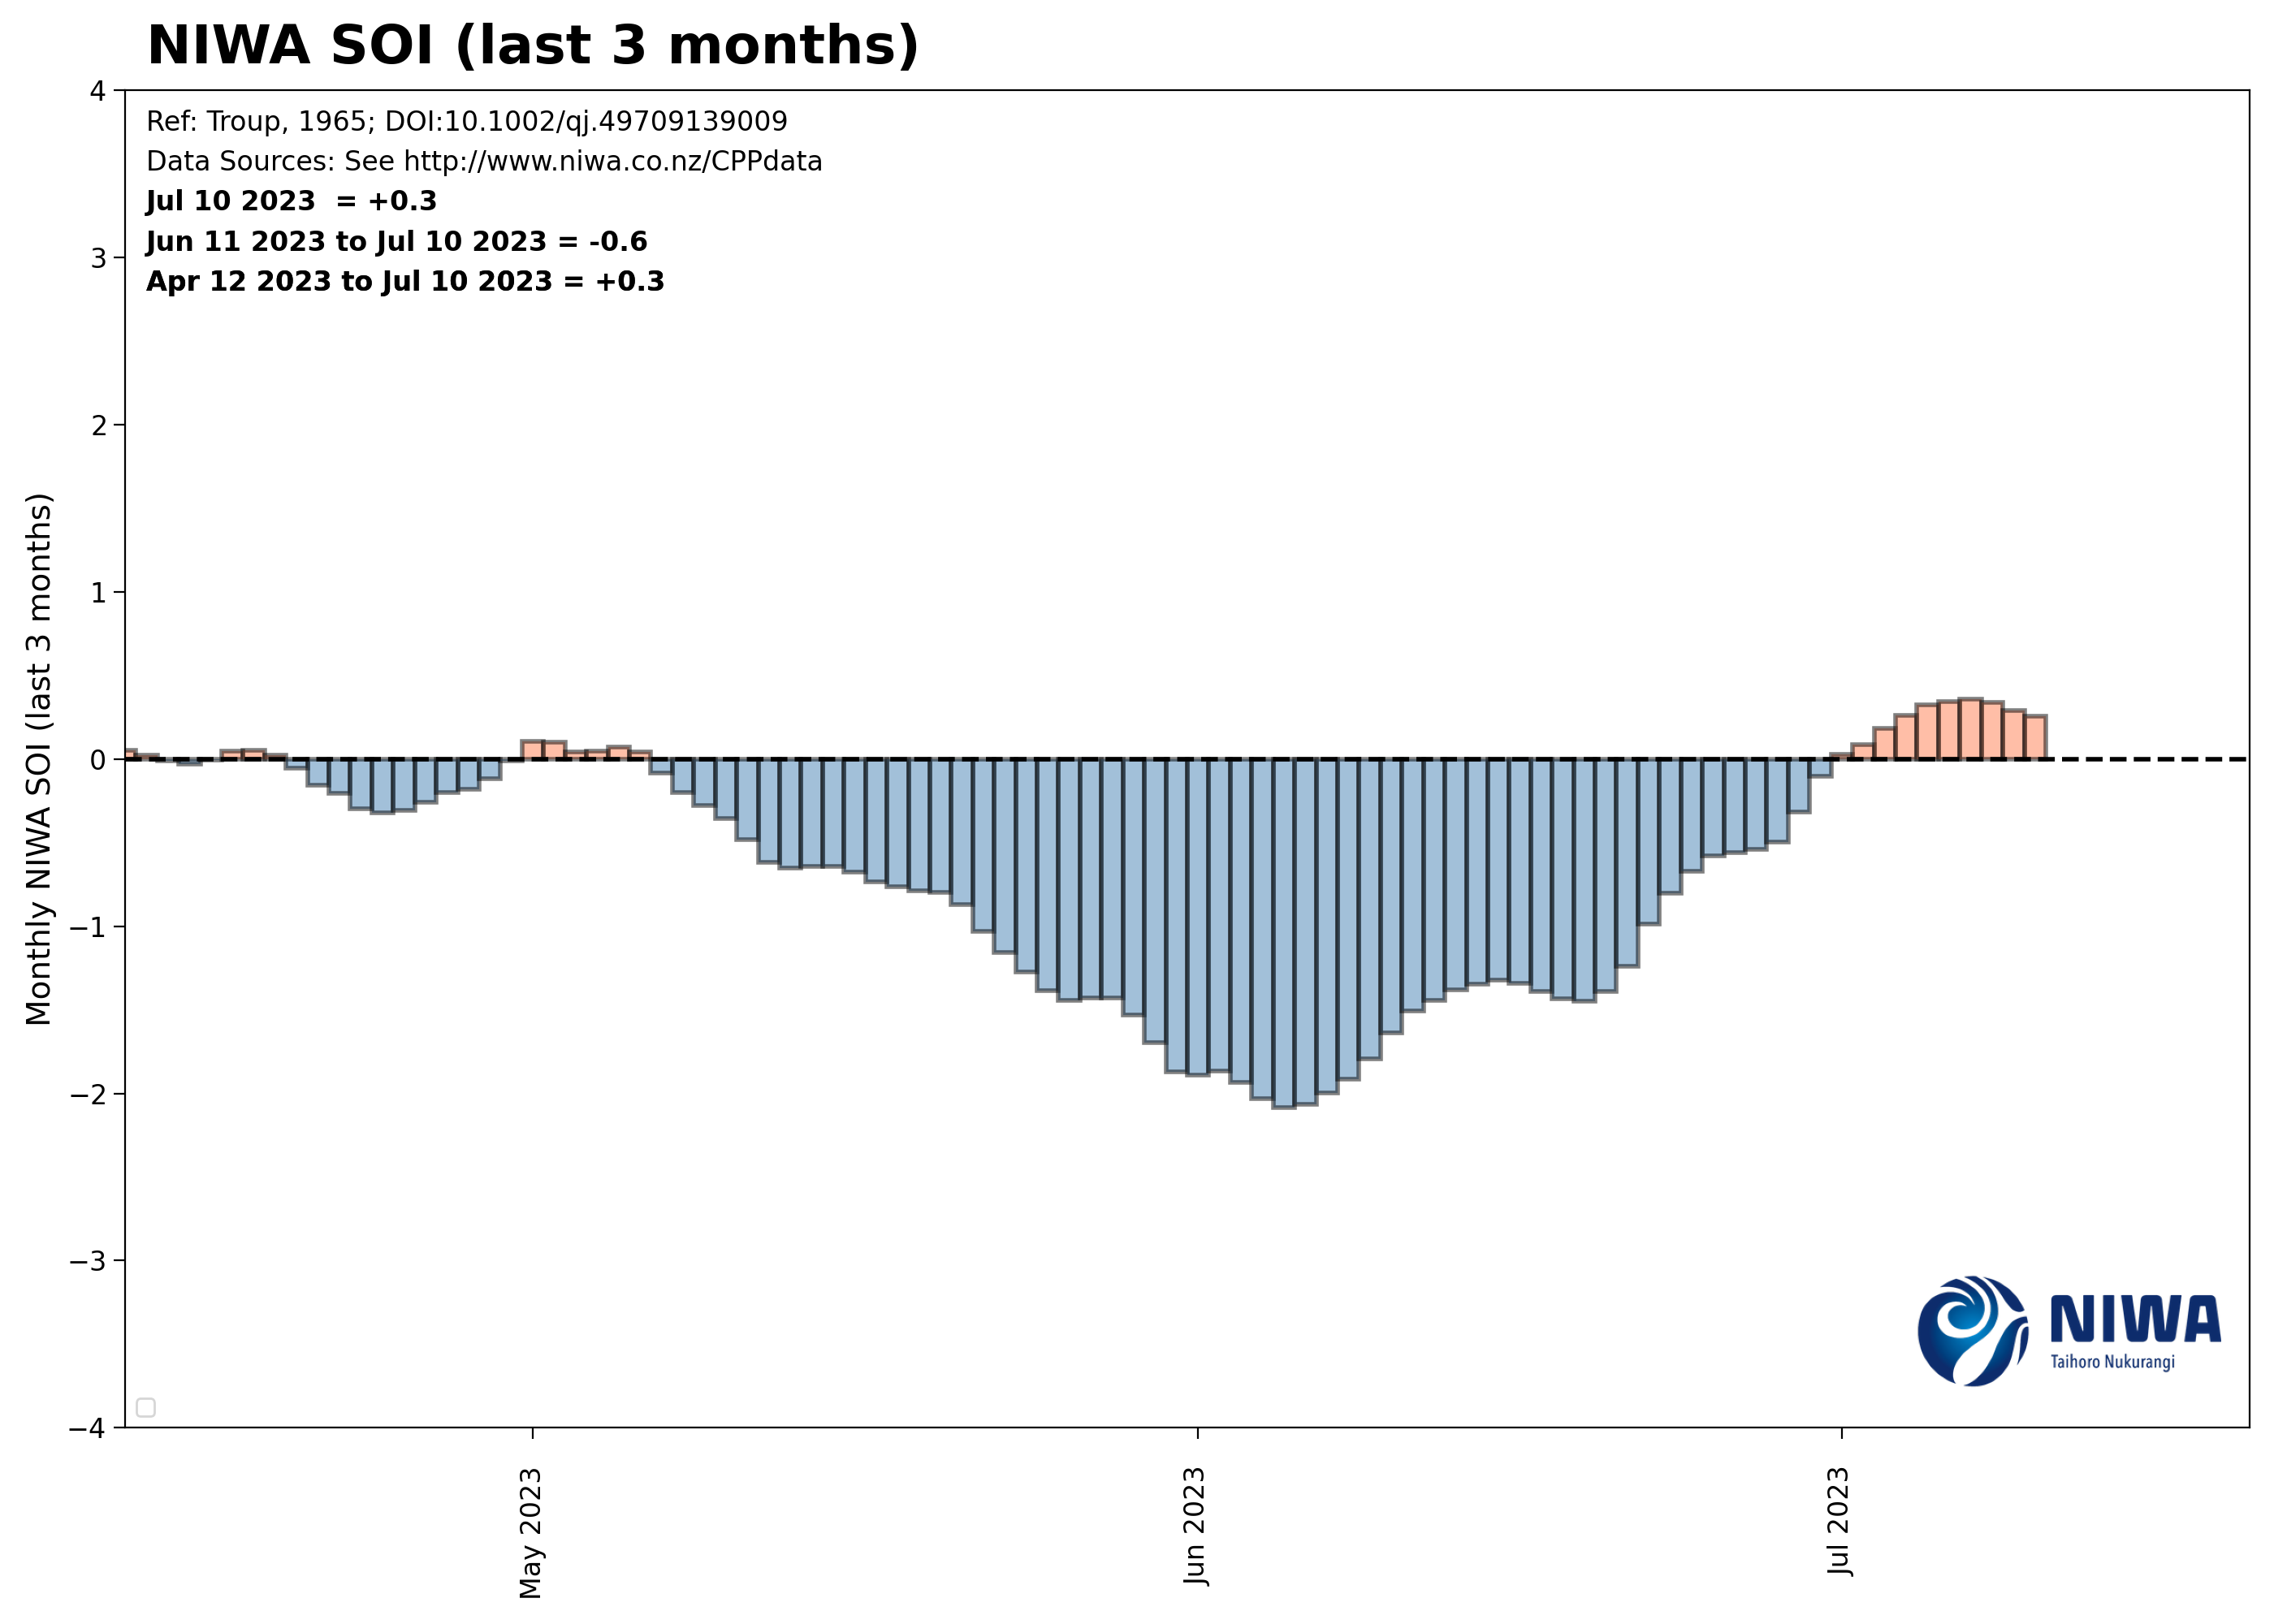 NIWA SOI (last 3 months)
Ref: Troup, 1965; DOI:10.1002/qj.49709139009
Data Sources: See http://www.niwa.co.nz/CPPdata
Jul 10 2023  = +0.3
Jun 11 2023 to Jul 10 2023 = -0.6
Apr 12 2023 to Jul 10 2023 = +0.3
Monthly NIWA SOI (last 3 months)
4
3
2
1
0
−1
−2
−3
−4
May 2023
Jun 2023
Jul 2023
NIWA
Taihoro Nukurangi